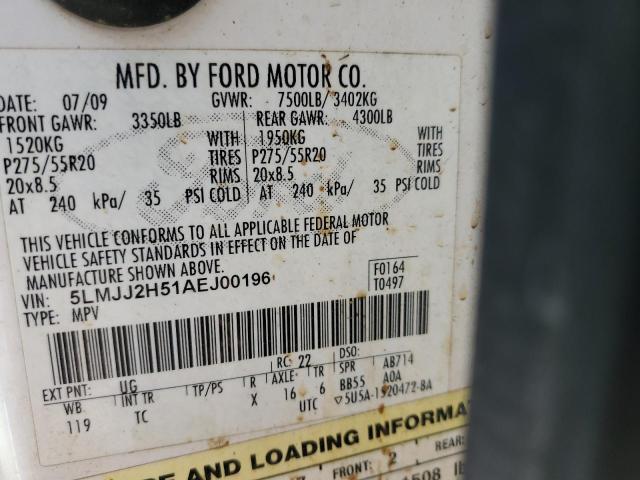 MFD. BY FORD MOTOR CO.
DATE: 07/09 GVWR: 7500LB/ 3402KG
FRONT GAWR: 3350LB REAR GAWR: 4300LB
1520KG WITH 1950KG WITH
P275/55R20 TIRES P275/55R20 TIRES
20x8.5 RIMS 20x8.5 RIMS
AT 240 kPa/ 35 PSI COLD AT 240 kPa/ 35 PSI COLD
THIS VEHICLE CONFORMS TO ALL APPLICABLE FEDERAL MOTOR
VEHICLE SAFETY STANDARDS IN EFFECT ON THE DATE OF
MANUFACTURE SHOWN ABOVE.
VIN: 5LMJJ2H51AEJ00196 F0164
TYPE: MPV T0497
RC: 22 DSO:
EXT PNT: UG AXLE SPR AB714
WB INT TR TP/PS R TR BB55 A0A
119 TC X 16 6
UTC ▽5U5A-1520472-BA
AND LOADING INFORMAT
FRONT: 2 REAR:
1508